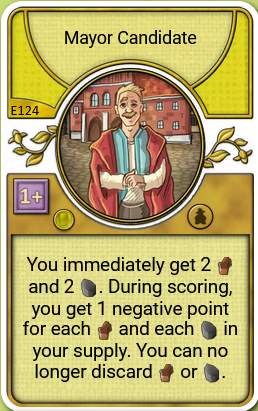 Mayor Candidate
E124
1+
You immediately get 2
and 2 . During scoring,
you get 1 negative point
for each and each in
your supply. You can no
longer discard or .